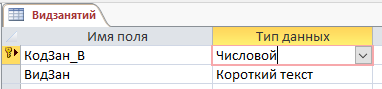 Видзанятий
Имя поля Тип данных
КодЗан_В Числовой
ВидЗан Короткий текст